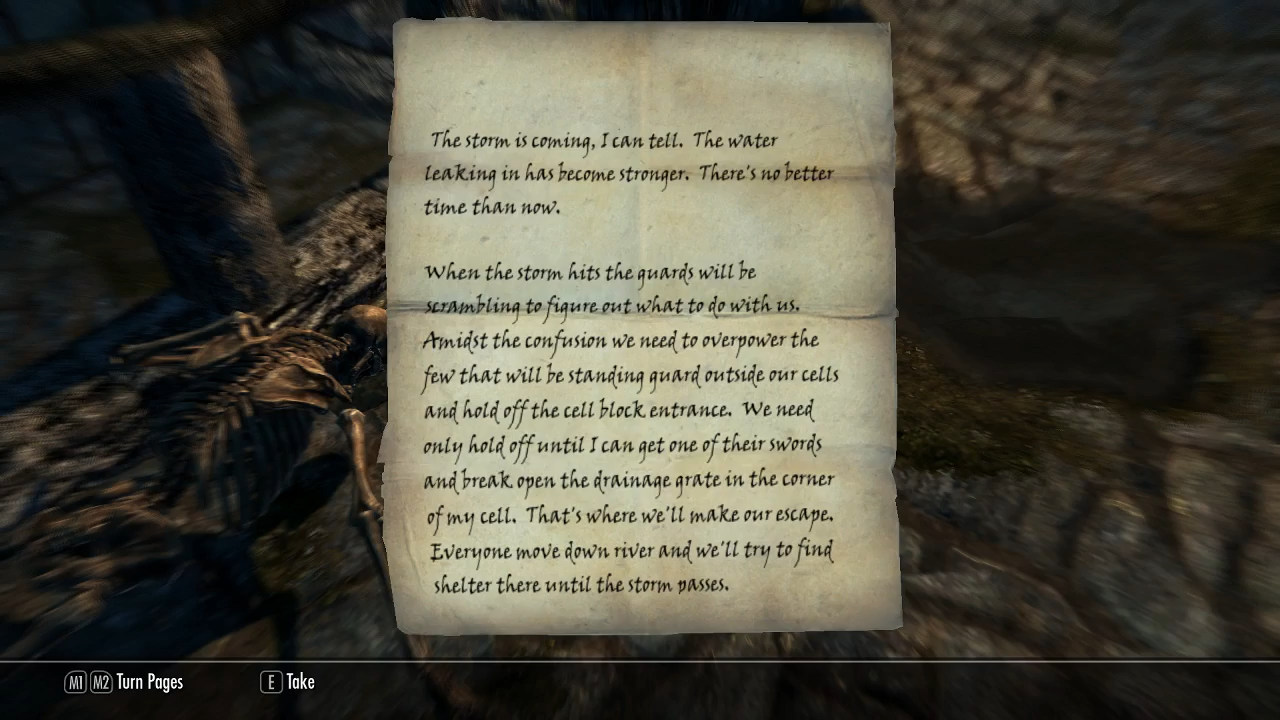 The storm is coming, I can tell.  The water
leaking in has become stronger.  There's no better
time than now.
When the storm hits the guards will be
scrambling to figure out what to do with us.
Amidst the confusion we need to overpower the
few that will be standing guard outside our cells
and hold off the cell block entrance.  We need
only hold off until I can get one of their swords
and break open the drainage grate in the corner
of my cell.  That's where we'll make our escape.
Everyone move down river and we'll try to find
shelter there until the storm passes.
M1 M2 Turn Pages E Take